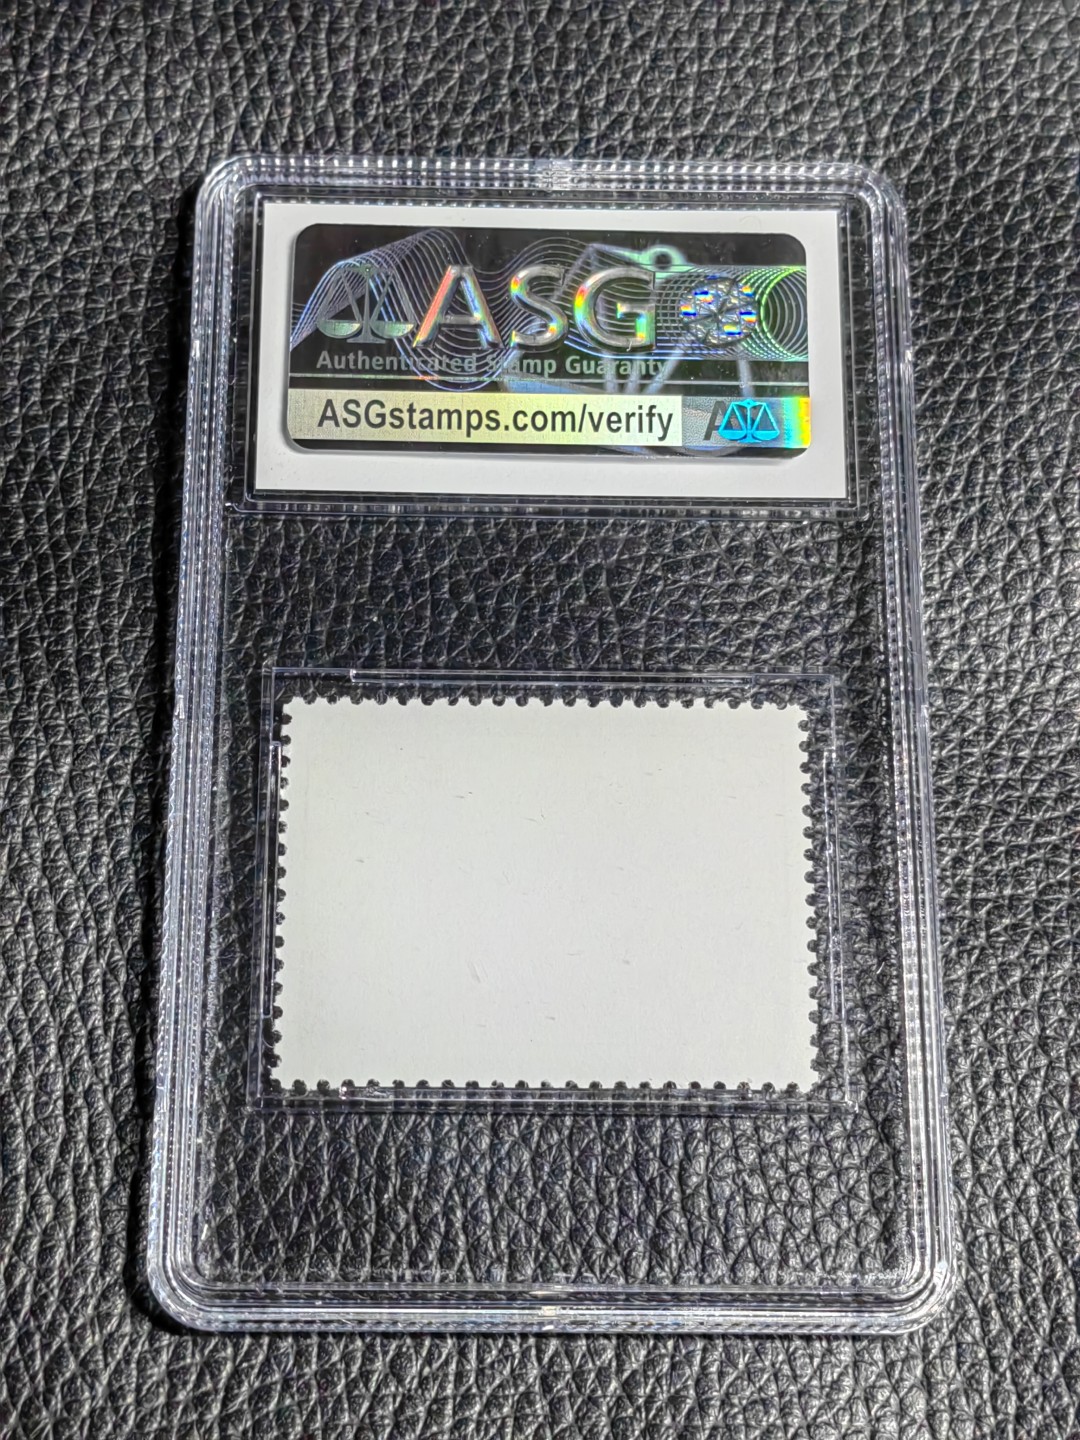 ASG
Authenticated Stamp Guaranty
ASGstamps.com/verify